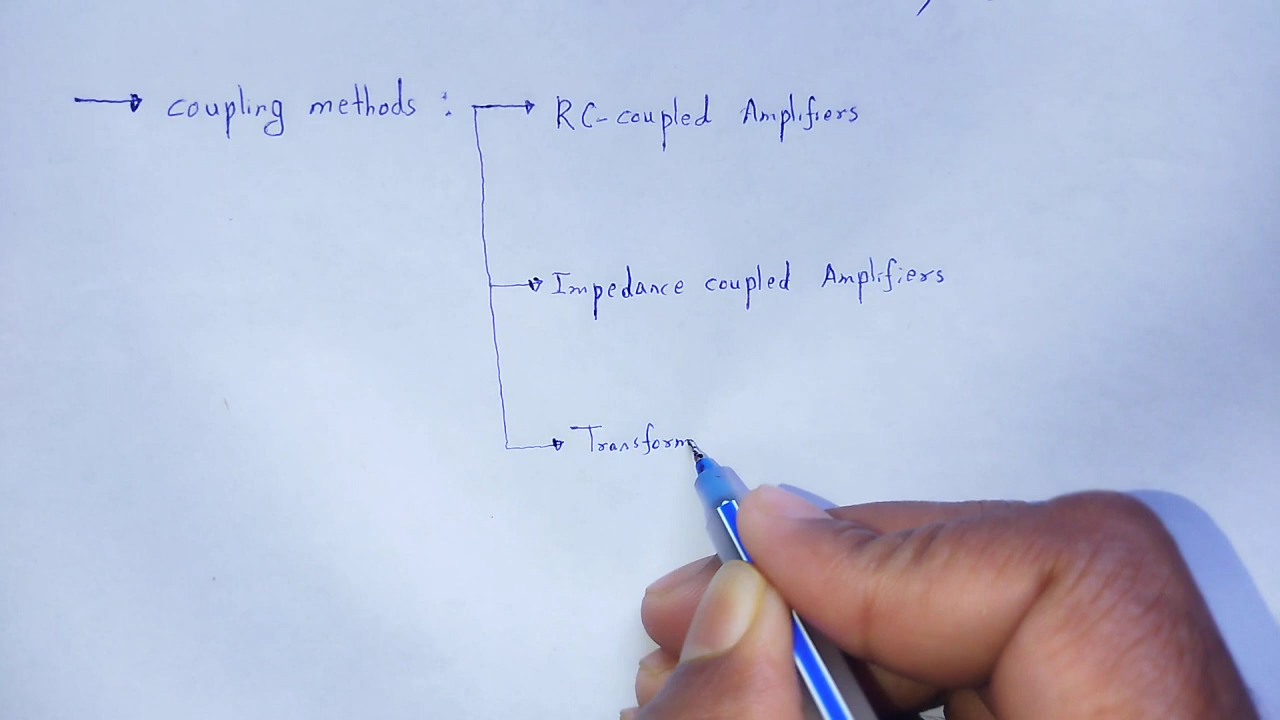 coupling methods : RC-coupled Amplifiers
Impedance coupled Amplifiers
Transform